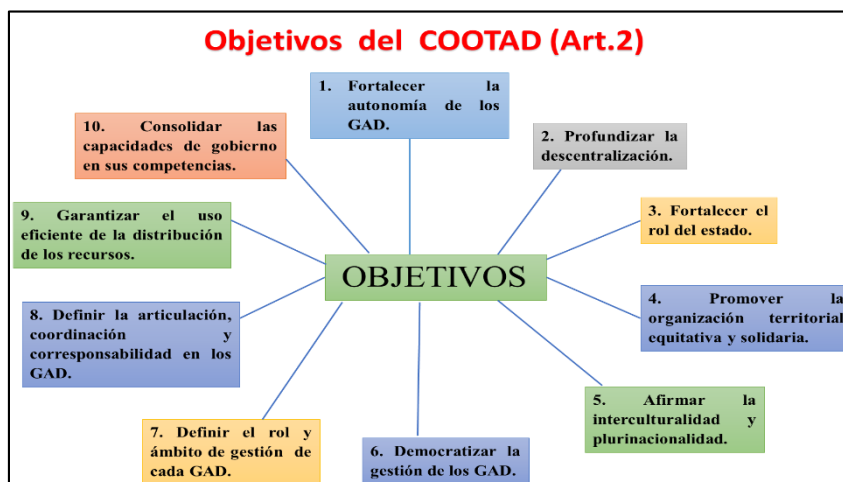 Objetivos del COOTAD (Art.2)
1. Fortalecer la
autonomía de los
GAD.
2. Profundizar la
descentralización.
3. Fortalecer el
rol del estado.
4. Promover la
organización territorial
equitativa y solidaria.
5. Afirmar la
interculturalidad y
plurinacionalidad.
6. Democratizar la
gestión de los GAD.
7. Definir el rol y
ámbito de gestión de
cada GAD.
8. Definir la articulación,
coordinación y
corresponsabilidad en los
GAD.
9. Garantizar el uso
eficiente de la distribución
de los recursos.
10. Consolidar las
capacidades de gobierno
en sus competencias.
OBJETIVOS